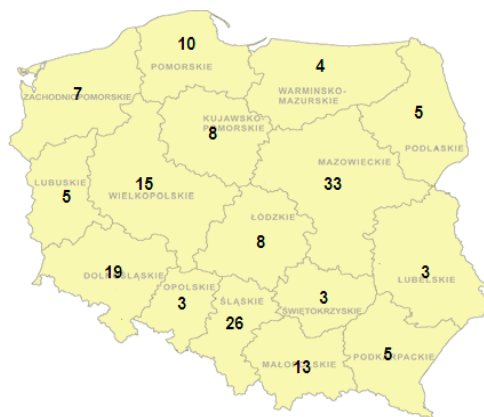 10
POMORSKIE
4
WARMIŃSKO-
MAZURSKIE
7
ZACHODNIOPOMORSKIE
5
PODLASKIE
KUJAWSKO-
8
POMORSKIE
MAZOWIECKIE
33
LUBUSKIE
5
15
WIELKOPOLSKIE
ŁÓDZKIE
8
3
LUBELSKIE
19
DOLNOŚLĄSKIE
OPOLSKIE
3
ŚLĄSKIE
26
3
ŚWIĘTOKRZYSKIE
MAŁOPOLSKIE
13
5
PODKARPACKIE